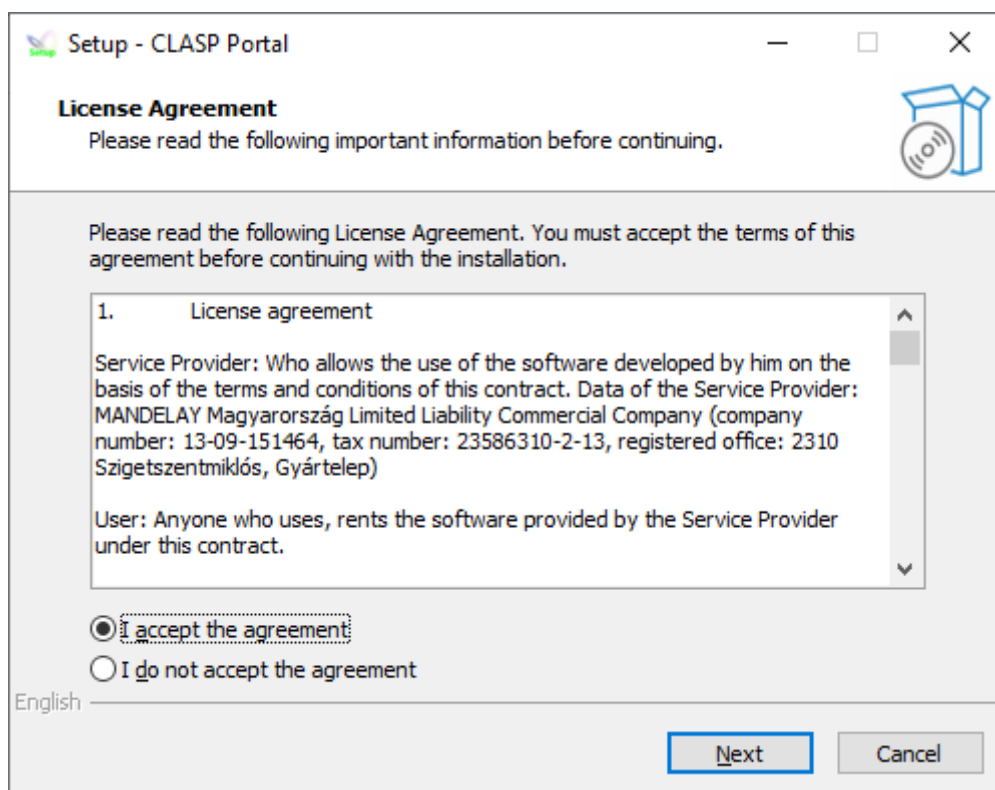 Setup
Setup - CLASP Portal
License Agreement
Please read the following important information before continuing.
Please read the following License Agreement. You must accept the terms of this
agreement before continuing with the installation.
1. License agreement
Service Provider: Who allows the use of the software developed by him on the
basis of the terms and conditions of this contract. Data of the Service Provider:
MANDELAY Magyarország Limited Liability Commercial Company (company
number: 13-09-151464, tax number: 23586310-2-13, registered office: 2310
Szigetszentmiklós, Gyártelep)
User: Anyone who uses, rents the software provided by the Service Provider
under this contract.
I accept the agreement
I do not accept the agreement
English
Next
Cancel